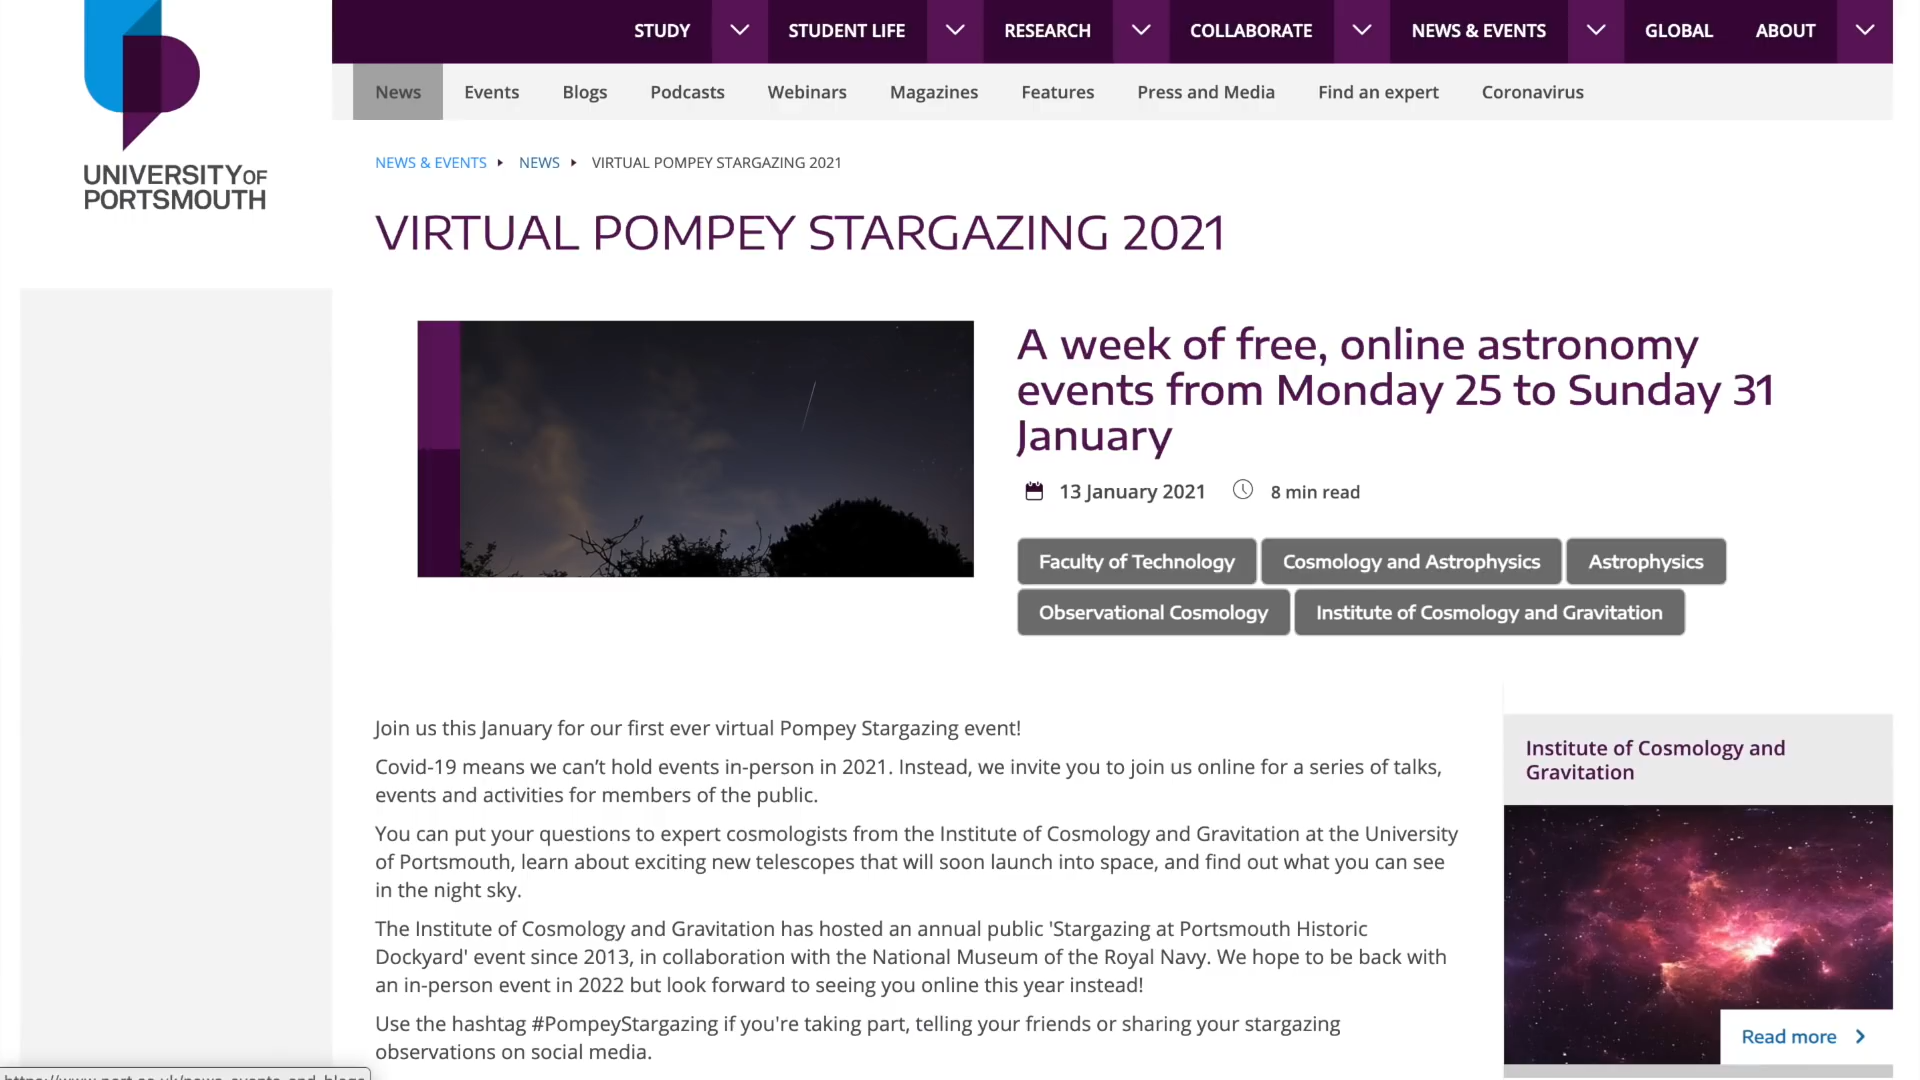 STUDY STUDENT LIFE RESEARCH COLLABORATE NEWS & EVENTS GLOBAL ABOUT
News Events Blogs Podcasts Webinars Magazines Features Press and Media Find an expert Coronavirus
UNIVERSITY OF
PORTSMOUTH
NEWS & EVENTS NEWS VIRTUAL POMPEY STARGAZING 2021
VIRTUAL POMPEY STARGAZING 2021
A week of free, online astronomy
events from Monday 25 to Sunday 31
January
13 January 2021 8 min read
Faculty of Technology Cosmology and Astrophysics Astrophysics
Observational Cosmology Institute of Cosmology and Gravitation
Join us this January for our first ever virtual Pompey Stargazing event!
Covid-19 means we can’t hold events in-person in 2021. Instead, we invite you to join us online for a series of talks,
events and activities for members of the public.
You can put your questions to expert cosmologists from the Institute of Cosmology and Gravitation at the University
of Portsmouth, learn about exciting new telescopes that will soon launch into space, and find out what you can see
in the night sky.
The Institute of Cosmology and Gravitation has hosted an annual public 'Stargazing at Portsmouth Historic
Dockyard' event since 2013, in collaboration with the National Museum of the Royal Navy. We hope to be back with
an in-person event in 2022 but look forward to seeing you online this year instead!
Use the hashtag #PompeyStargazing if you're taking part, telling your friends or sharing your stargazing
observations on social media.
Institute of Cosmology and
Gravitation
Read more